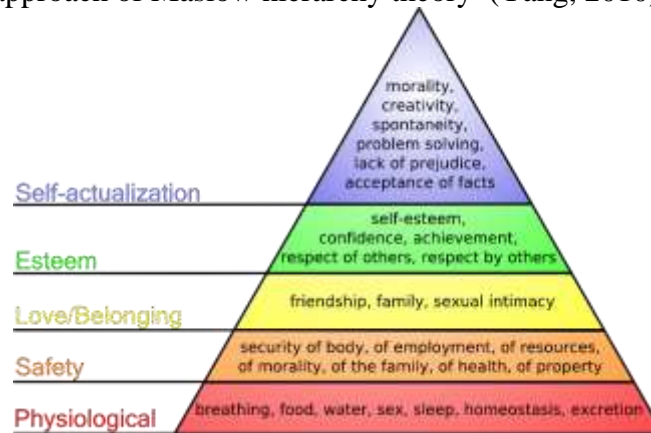 approach of Maslow hierarchy theory (Yang, 2010,
morality,
creativity,
spontaneity,
problem solving,
lack of prejudice,
acceptance of facts
Self-actualization
self-esteem,
confidence, achievement,
respect of others, respect by others
Esteem
friendship, family, sexual intimacy
Love/Belonging
security of body, of employment, of resources,
of morality, of the family, of health, of property
Safety
breathing, food, water, sex, sleep, homeostasis, excretion
Physiological